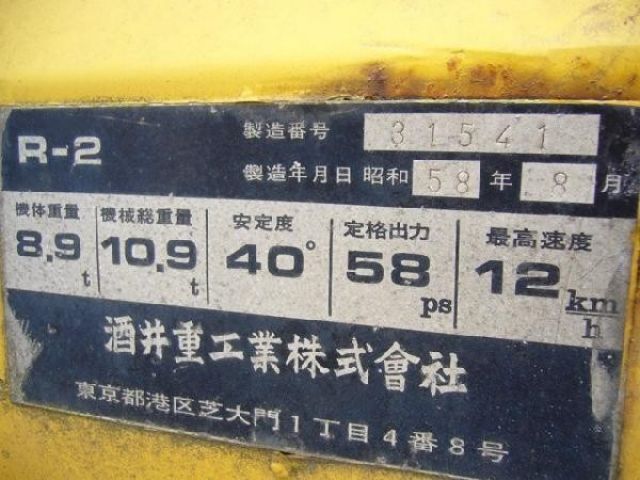 R-2
製造番号 31541
製造年月日 昭和 58 年 8 月
機体重量 機械総重量 安定度 定格出力 最高速度
8.9 t 10.9 t 40° 58 ps 12 km/h
酒井重工業株式會社
東京都港区芝大門1丁目4番8号